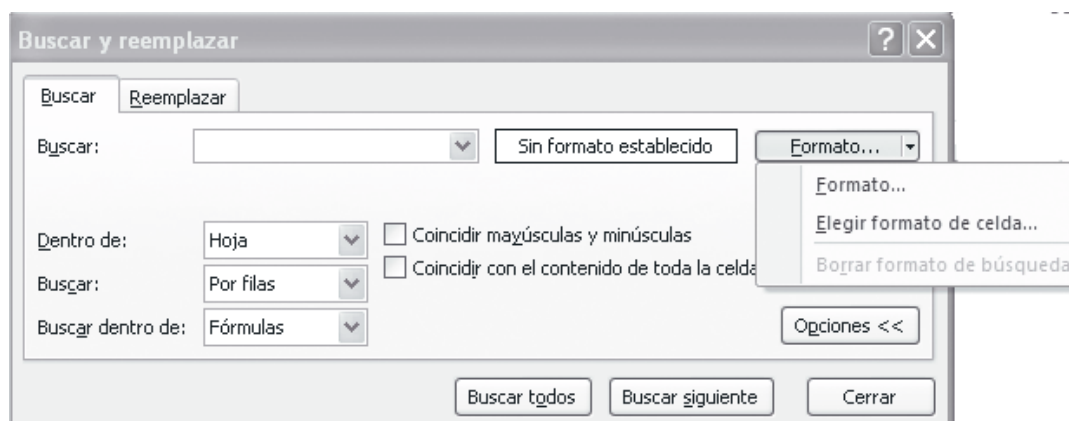 Buscar y reemplazar
Buscar Reemplazar
Buscar: Sin formato establecido Formato...
Formato...
Elegir formato de celda...
Borrar formato de búsqueda
Dentro de: Hoja Coincidir mayúsculas y minúsculas
Buscar: Por filas Coincidir con el contenido de toda la celda
Buscar dentro de: Fórmulas Opciones <<
Buscar todos Buscar siguiente Cerrar